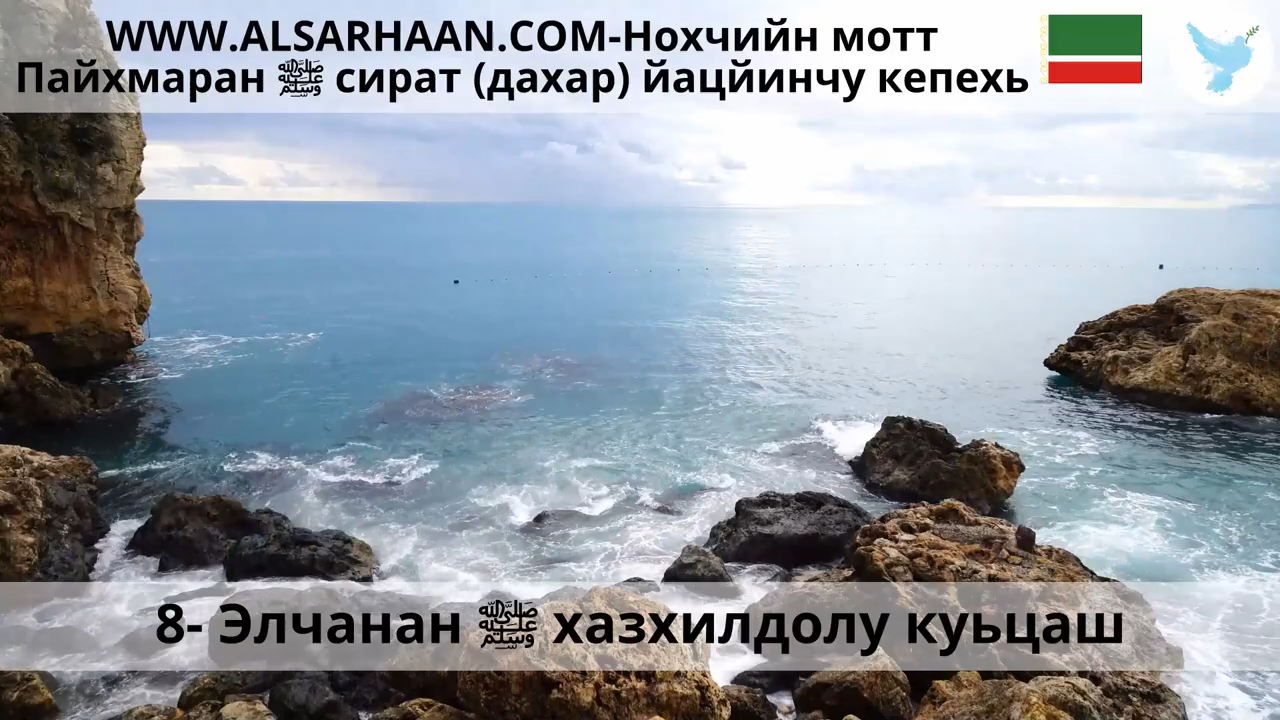 WWW.ALSARHAAN.COM-Нохчийн мотт
Пайхмаран ﷺ сират (дахар) йацйинчу кепехь
8- Элчанан ﷺ хазхилдолу куьцаш